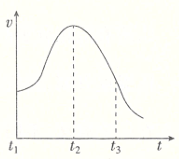 v
t₁ t₂ t₃ t